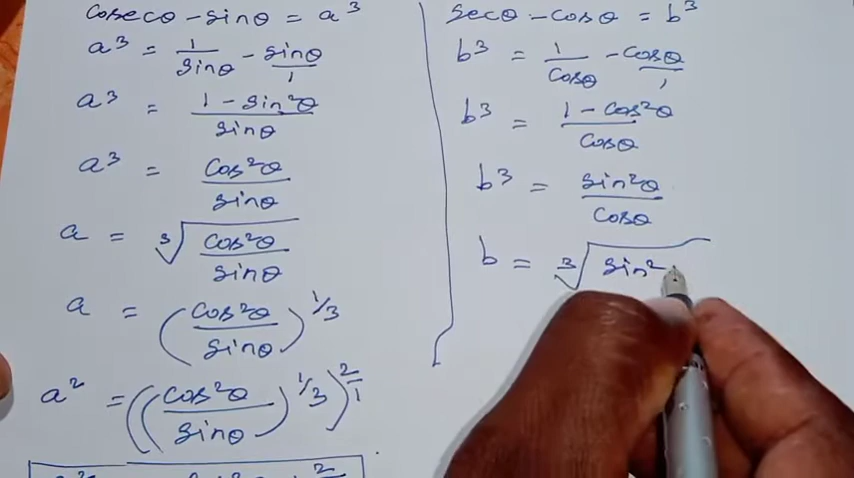 cosecθ - sinθ = a³
a³ = 1/sinθ - sinθ/1
a³ = (1 - sin²θ)/sinθ
a³ = cos²θ/sinθ
a = ∛(cos²θ/sinθ)
a = (cos²θ/sinθ)^1/3
a² = ((cos²θ/sinθ)^1/3)^2/1
secθ - cosθ = b³
b³ = 1/cosθ - cosθ/1
b³ = (1 - cos²θ)/cosθ
b³ = sin²θ/cosθ
b = ∛sin²